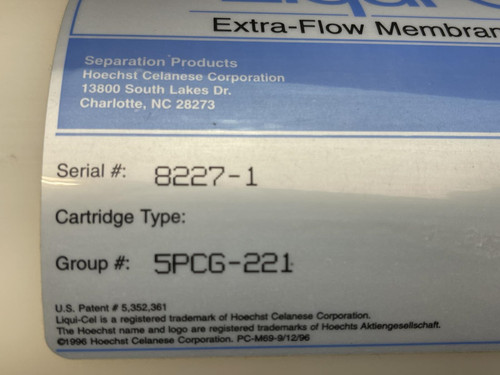 Extra-Flow
Separation Products
Hoechst Celanese Corporation
13800 South Lakes Dr.
Charlotte, NC 28273
Serial #: 8227-1
Cartridge Type:
Group #: 5PCG-221
U.S. Patent # 5,352,361
Liqui-Cel is a registered trademark of Hoechst Celanese Corporation.
The Hoechst name and logo are registered trademarks of Hoechts Aktiengesellschaft.
©1996 Hoechst Celanese Corporation. PC-M69-9/12/96